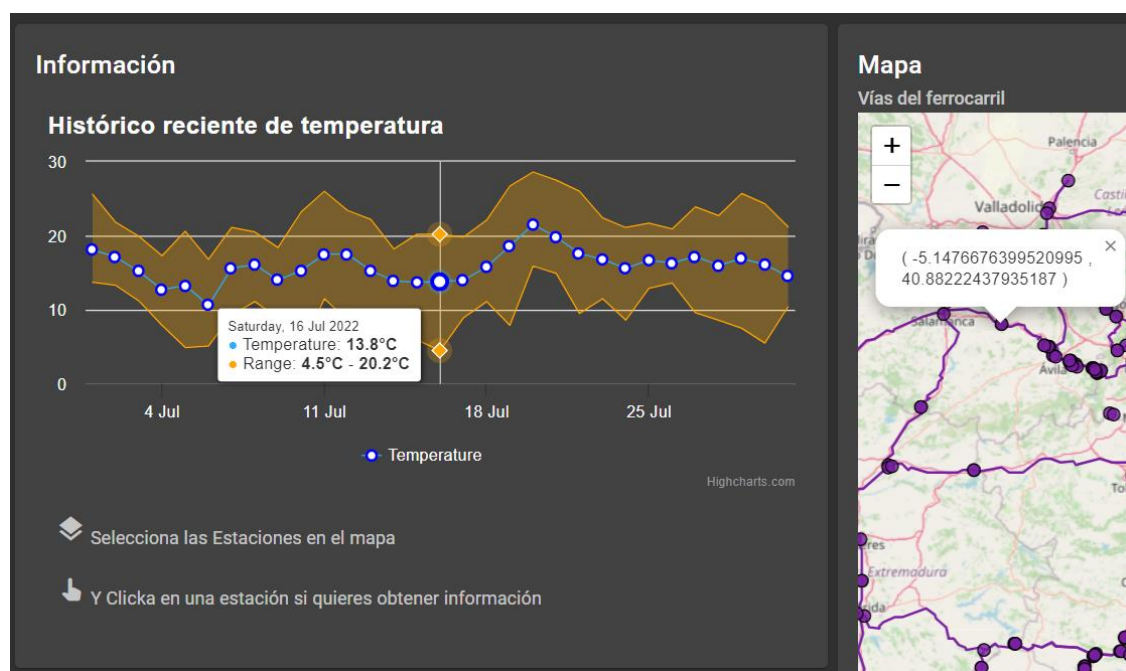 Información
Histórico reciente de temperatura
30
20
10
0
Saturday, 16 Jul 2022
Temperature: 13.8°C
Range: 4.5°C - 20.2°C
4 Jul
11 Jul
18 Jul
25 Jul
Temperature
Highcharts.com
Selecciona las Estaciones en el mapa
Y Clicka en una estación si quieres obtener información
Mapa
Vías del ferrocarril
+
−
Palencia
Valladolid
( -5.1476676399520995 ,
40.88222437935187 )
×
Salamanca
Ávila
Extremadura